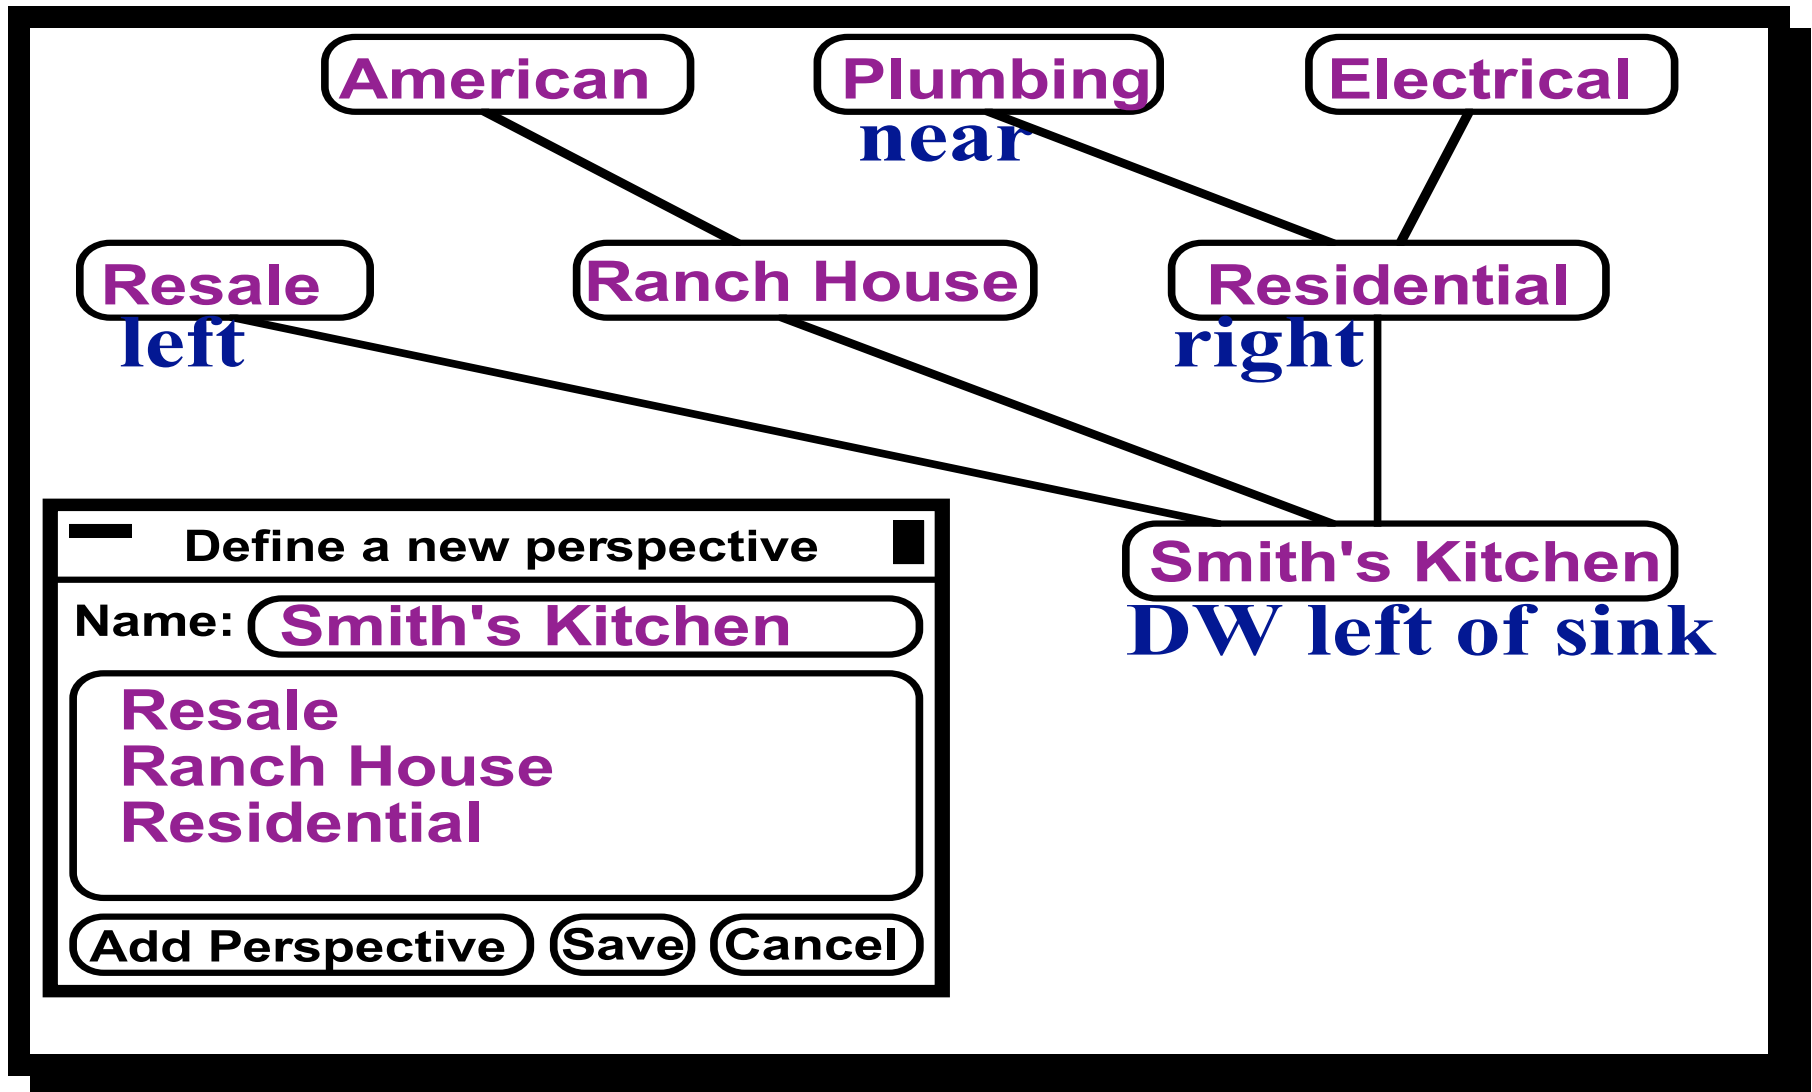 American Plumbing Electrical
near
Resale Ranch House Residential
left right
Define a new perspective
Smith's Kitchen
DW left of sink
Name: Smith's Kitchen
Resale
Ranch House
Residential
Add Perspective Save Cancel